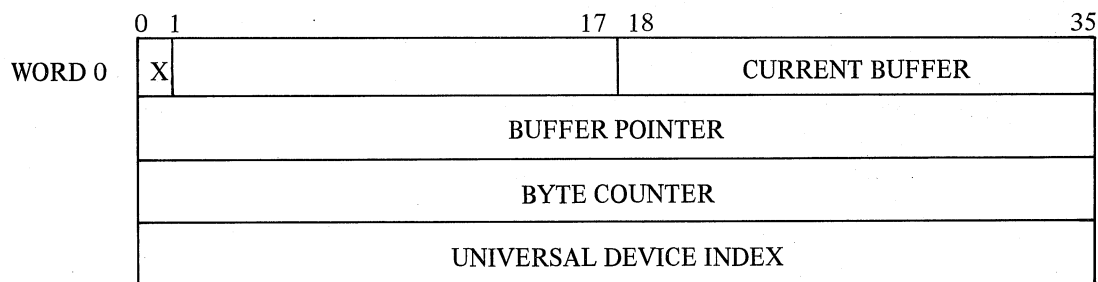 0 1 17 18 35
WORD 0 X CURRENT BUFFER
BUFFER POINTER
BYTE COUNTER
UNIVERSAL DEVICE INDEX